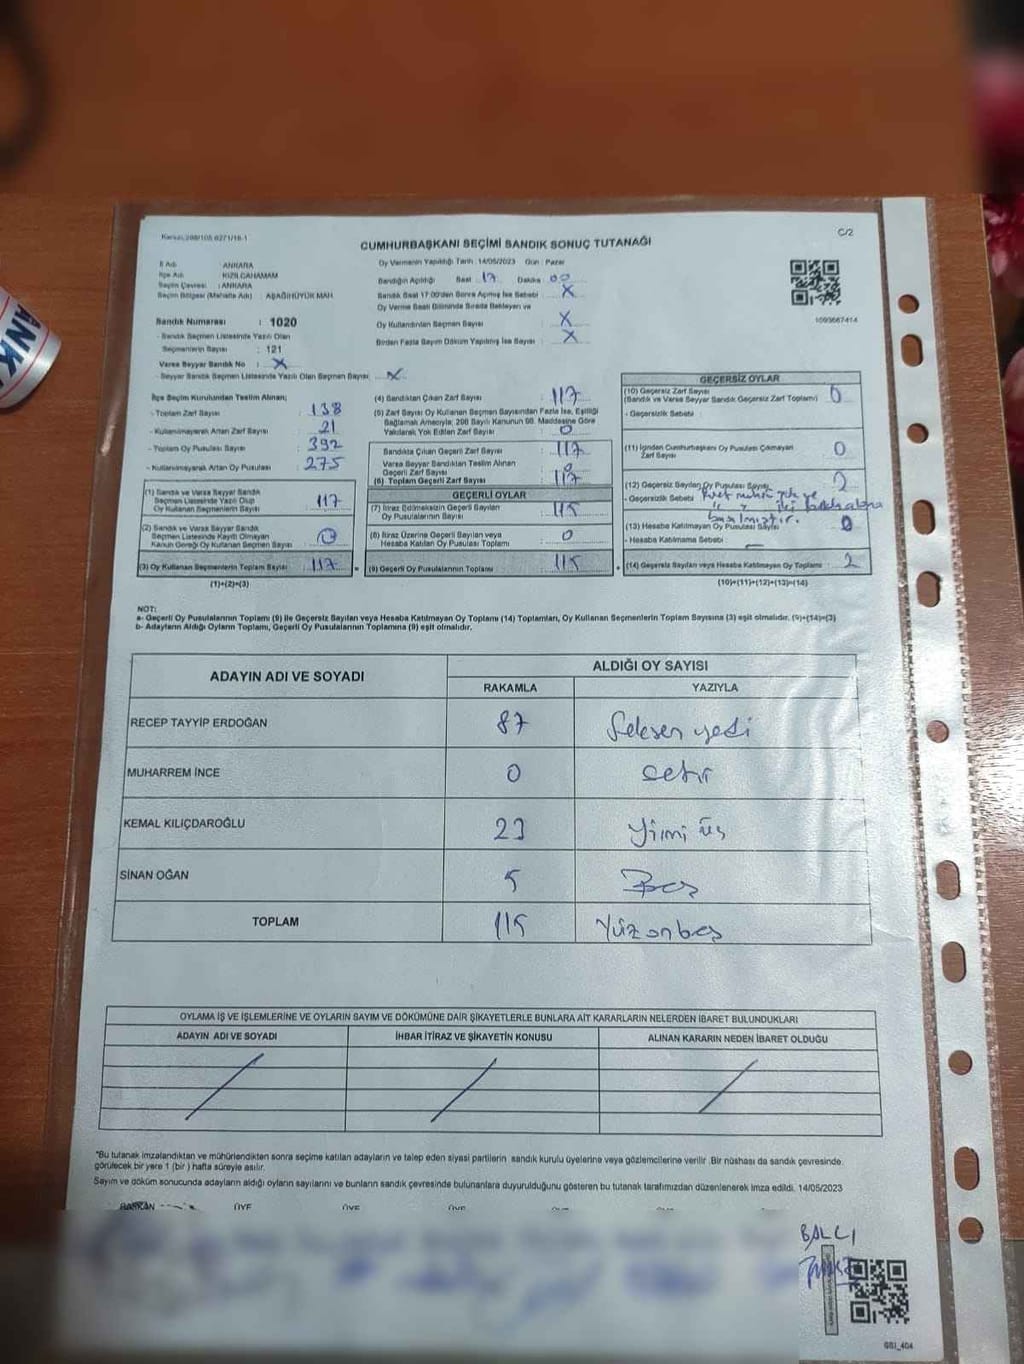 C/2
CUMHURBAŞKANI SEÇİMİ SANDIK SONUÇ TUTANAĞI
İl Adı : ANKARA
İlçe Adı : KIZILCAHAMAM
Seçim Çevresi : ANKARA
Seçim Bölgesi (Mahalle Adı) : AŞAĞIHÜYÜK MAH.
Sandık Numarası : 1020
- Sandık Seçmen Listesinde Yazılı Olan
Seçmenlerin Sayısı : 121
Varsa Seyyar Sandık No : X
- Seyyar Sandık Seçmen Listesinde Yazılı Olan Seçmen Sayısı X
Oy Vermenin Yapıldığı Tarih : 14/05/2023 Gün : Pazar
Sandığın Açıldığı Saat 17 Dakika 00
Sandık Saat 17.00'den Sonra Açılmış İse Sebebi X
Oy Verme Saati Bitiminde Sırada Bekleyen ve
Oy Kullandırılan Seçmen Sayısı X
Birden Fazla Sayım Döküm Yapılmış İse Sayısı X
1093667414
İlçe Seçim Kurulundan Teslim Alınan;
- Toplam Zarf Sayısı : 138
- Kullanılmayarak Artan Zarf Sayısı : 21
- Toplam Oy Pusulası Sayısı : 392
- Kullanılmayarak Artan Oy Pusulası : 275
(1) Sandık ve Varsa Seyyar Sandık
Seçmen Listesinde Yazılı Olup
Oy Kullanan Seçmenlerin Sayısı 117
(2) Sandık ve Varsa Seyyar Sandık
Seçmen Listesinde Kayıtlı Olmayan
Kanun Gereği Oy Kullanan Seçmen Sayısı 0
(3) Oy Kullanan Seçmenlerin Toplam Sayısı 117
(1)+(2)=(3)
(4) Sandıktan Çıkan Zarf Sayısı : 117
(5) Zarf Sayısı Oy Kullanan Seçmen Sayısından Fazla İse, Eşitliği
Sağlamak Amacıyla, 298 Sayılı Kanunun 98. Maddesine Göre
Yakılarak Yok Edilen Zarf Sayısı : 0
Sandıkta Çıkan Geçerli Zarf Sayısı : 117
Varsa Seyyar Sandıktan Teslim Alınan
Geçerli Zarf Sayısı : 0
(6) Toplam Geçerli Zarf Sayısı : 117
GEÇERLİ OYLAR
(7) İtiraz Edilmeksizin Geçerli Sayılan
Oy Pusulalarının Sayısı : 115
(8) İtiraz Üzerine Geçerli Sayılan veya
Hesaba Katılan Oy Pusulası Toplamı : 0
(9) Geçerli Oy Pusulalarının Toplamı : 115
GEÇERSİZ OYLAR
(10) Geçersiz Zarf Sayısı
(Sandık ve Varsa Seyyar Sandık Geçersiz Zarf Toplamı) : 0
- Geçersizlik Sebebi :
(11) İçinden Cumhurbaşkanı Oy Pusulası Çıkmayan
Zarf Sayısı : 0
(12) Geçersiz Sayılan Oy Pusulası Sayısı : 2
- Geçersizlik Sebebi
basılmıştır.
(13) Hesaba Katılmayan Oy Pusulası Sayısı 0
- Hesaba Katılmama Sebebi
(14) Geçersiz Sayılan veya Hesaba Katılmayan Oy Toplamı : 2
(10)+(11)+(12)+(13)=(14)
NOT:
a- Geçerli Oy Pusulalarının Toplamı (9) ile Geçersiz Sayılan veya Hesaba Katılmayan Oy Toplamı (14) Toplamları, Oy Kullanan Seçmenlerin Toplam Sayısına (3) eşit olmalıdır. (9)+(14)=(3)
b- Adayların Aldığı Oyların Toplamı, Geçerli Oy Pusulalarının Toplamına (9) eşit olmalıdır.
ADAYIN ADI VE SOYADI ALDIĞI OY SAYISI
RAKAMLA YAZIYLA
RECEP TAYYİP ERDOĞAN 87 Seksen yedi
MUHARREM İNCE 0 sıfır
KEMAL KILIÇDAROĞLU 23 Yirmi üç
SİNAN OĞAN 5 Beş
TOPLAM 115 Yüzonbeş
OYLAMA İŞ VE İŞLEMLERİNE VE OYLARIN SAYIM VE DÖKÜMÜNE DAİR ŞİKAYETLERLE BUNLARA AİT KARARLARIN NELERDEN İBARET BULUNDUKLARI
ADAYIN ADI VE SOYADI İHBAR İTİRAZ VE ŞİKAYETİN KONUSU ALINAN KARARIN NEDEN İBARET OLDUĞU
*Bu tutanak imzalandıktan ve mühürlendikten sonra seçime katılan adayların ve talep eden siyasi partilerin sandık kurulu üyelerine veya gözlemcilerine verilir. Bir nüshası da sandık çevresinde
görülecek bir yere 1 (bir) hafta süreyle asılır.
Sayım ve döküm sonucunda adayların aldığı oyların sayılarını ve bunların sandık çevresinde bulunanlara duyurulduğunu gösteren bu tutanak tarafımızdan düzenlenerek imza edildi. 14/05/2023
BAŞKAN ÜYE ÜYE ÜYE
BALCI
GSI_404